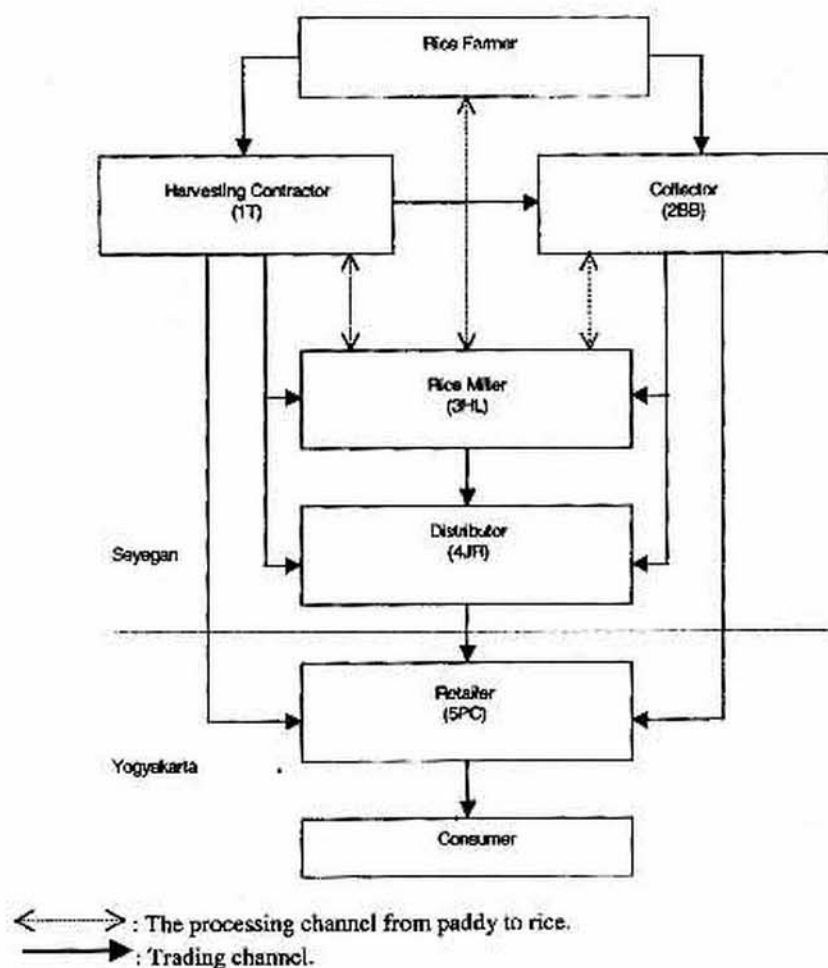 Rice Farmer
Harvesting Contractor
(1T)
Collector
(2BB)
Rice Miller
(3HL)
Distributor
(4JR)
Seyegan
Retailer
(5PC)
Yogyakarta
Consumer
: The processing channel from paddy to rice.
: Trading channel.